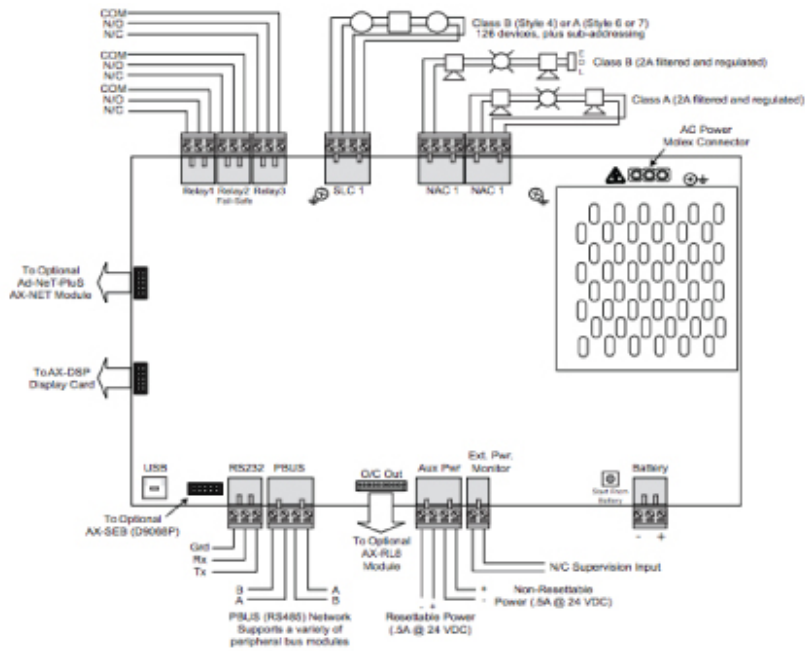 COM
N/O
N/C
COM
N/O
N/C
COM
N/O
N/C
Class B (Style 4) or A (Style 6 or 7)
126 devices, plus sub-addressing
E
O
L
Class B (2A filtered and regulated)
Class A (2A filtered and regulated)
AC Power
Molex Connector
Relay1 Relay2 Relay3
Fail-Safe
SLC 1
NAC 1
NAC 1
To Optional
Ad-NeT-PluS
AX-NET Module
To AX-DSP
Display Card
USB
RS232
PBUS
O/C Out
Aux Pwr
Ext. Pwr.
Monitor
Start From
Battery
Battery
- +
To Optional
AX-SEB (D9068P)
Grd
Rx
Tx
B
A
A
B
PBUS (RS485) Network
Supports a variety of
peripheral bus modules
To Optional
AX-RL8
Module
- +
Resettable Power
(.5A @ 24 VDC)
+
-
Non-Resettable
Power (.5A @ 24 VDC)
N/C Supervision Input